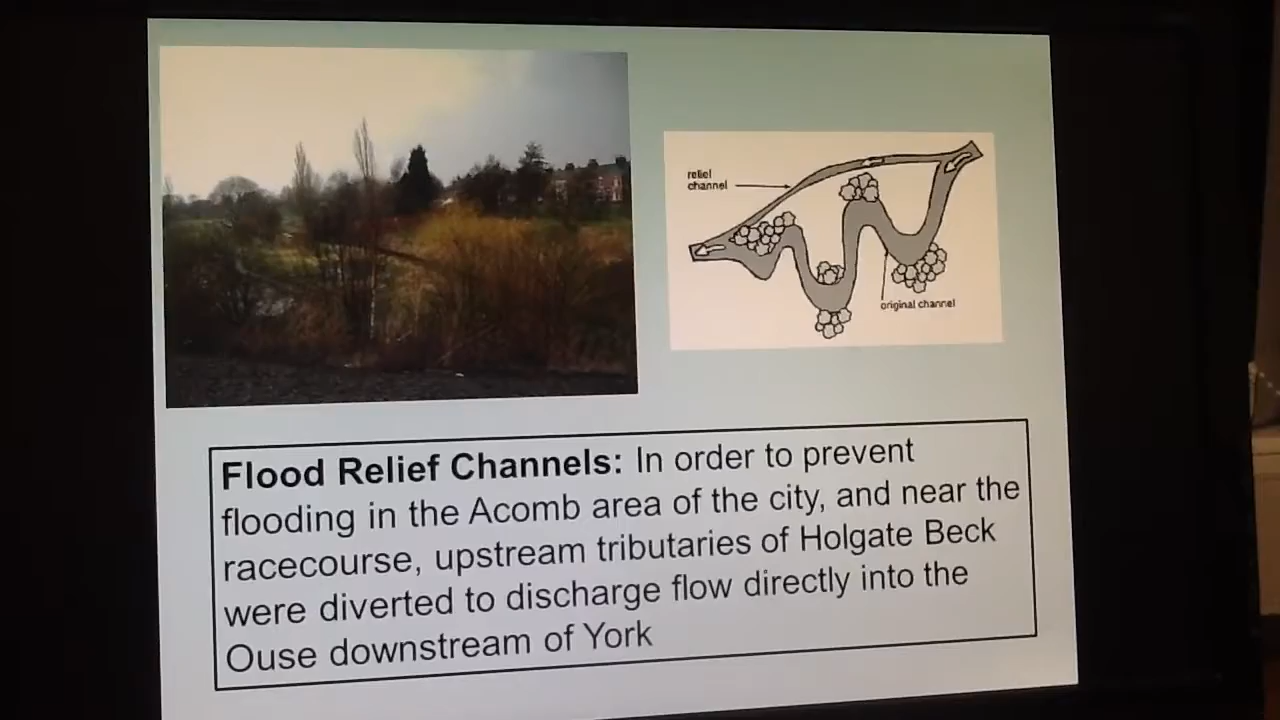 relief
channel
original channel
Flood Relief Channels: In order to prevent
flooding in the Acomb area of the city, and near the
racecourse, upstream tributaries of Holgate Beck
were diverted to discharge flow directly into the
Ouse downstream of York